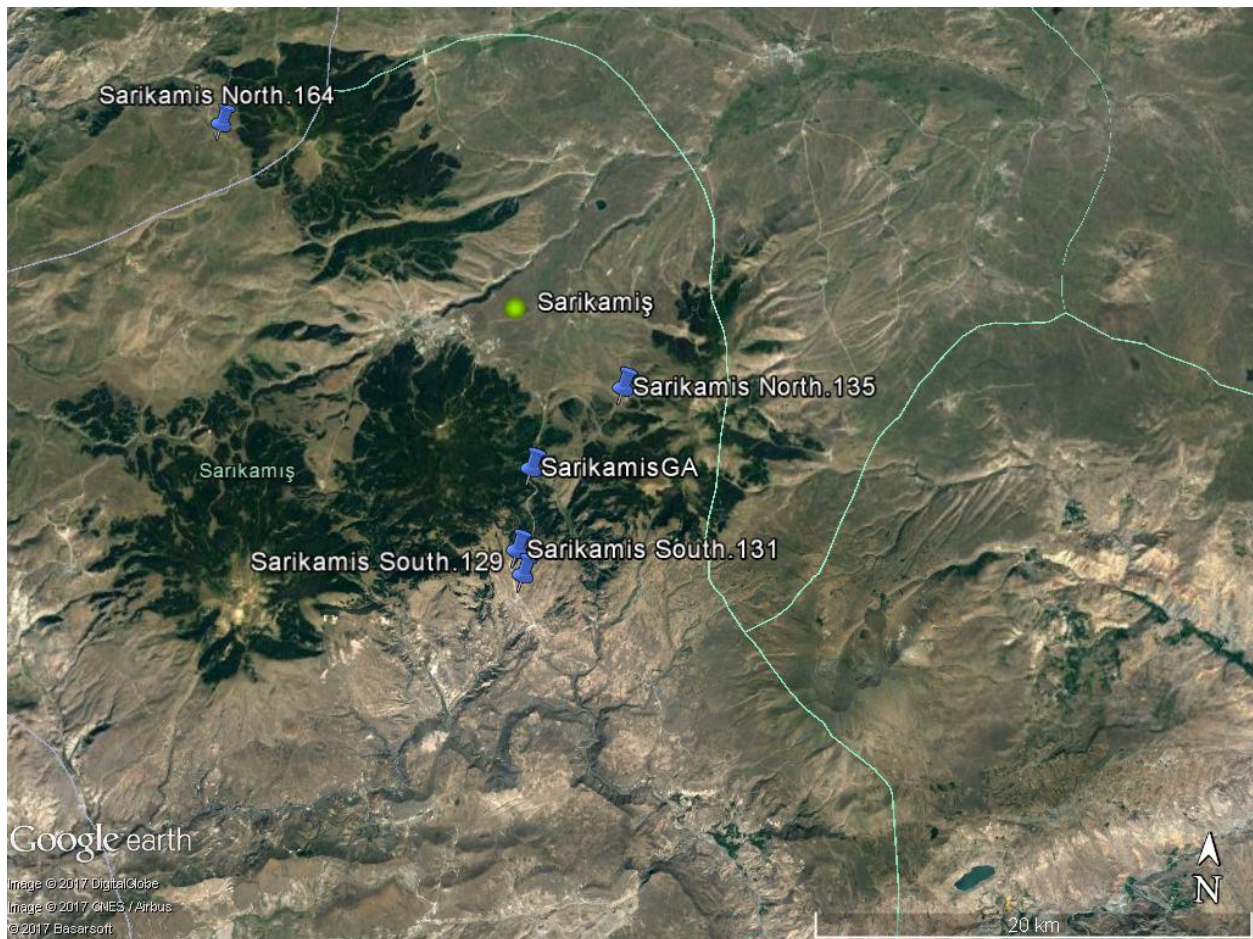 Sarikamis North.164
Sarikamiş
Sarikamis North.135
SarikamisGA
Sarıkamış
Sarikamis South.131
Sarikamis South.129
Google earth
Image © 2017 DigitalGlobe
Image © 2017 CNES / Airbus
© 2017 Basarsoft
N
20 km